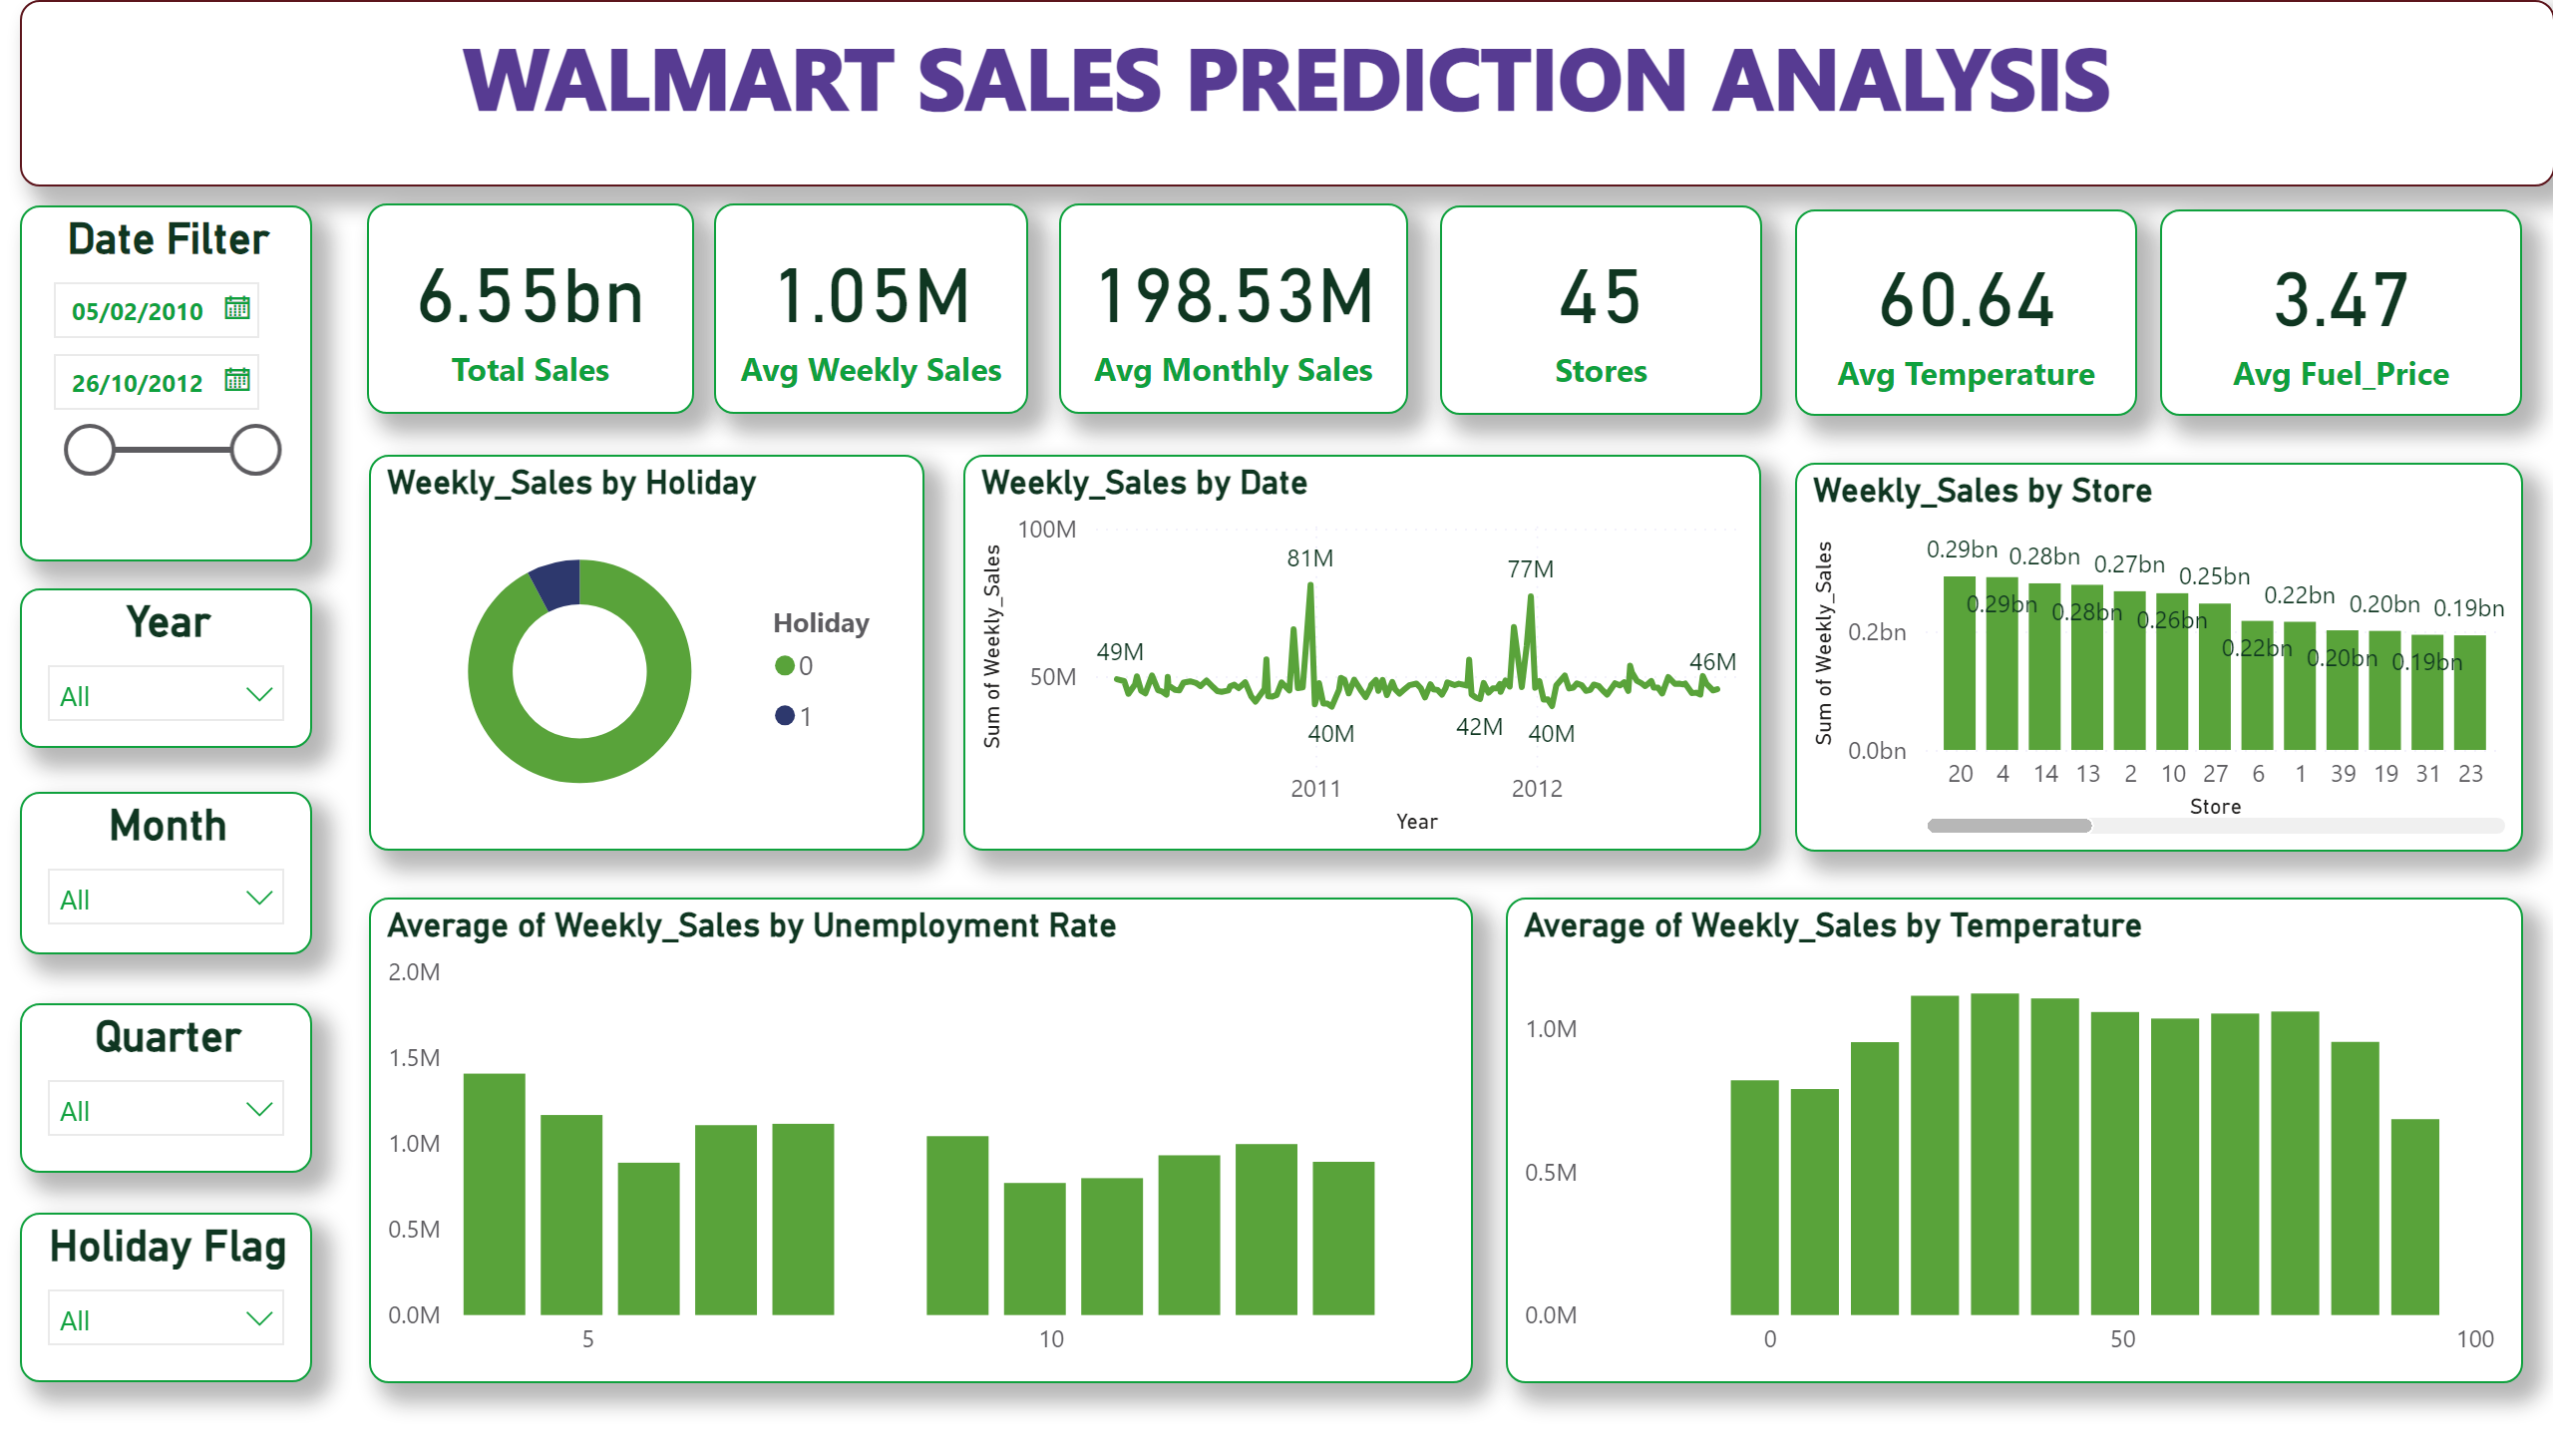 WALMART SALES PREDICTION ANALYSIS
Date Filter
05/02/2010
26/10/2012
Year
All
Month
All
Quarter
All
Holiday Flag
All
6.55bn
Total Sales
1.05M
Avg Weekly Sales
198.53M
Avg Monthly Sales
45
Stores
60.64
Avg Temperature
3.47
Avg Fuel_Price
Weekly_Sales by Holiday
Holiday
0
1
Weekly_Sales by Date
Sum of Weekly_Sales
100M
50M
49M
81M
40M
42M
77M
40M
46M
2011 2012
Year
Weekly_Sales by Store
Sum of Weekly_Sales
0.2bn
0.0bn
0.29bn 0.28bn 0.27bn 0.25bn 0.22bn 0.20bn 0.19bn
0.29bn 0.28bn 0.26bn 0.22bn 0.20bn 0.19bn
20 4 14 13 2 10 27 6 1 39 19 31 23
Store
Average of Weekly_Sales by Unemployment Rate
2.0M
1.5M
1.0M
0.5M
0.0M
5 10
Average of Weekly_Sales by Temperature
1.0M
0.5M
0.0M
0 50 100